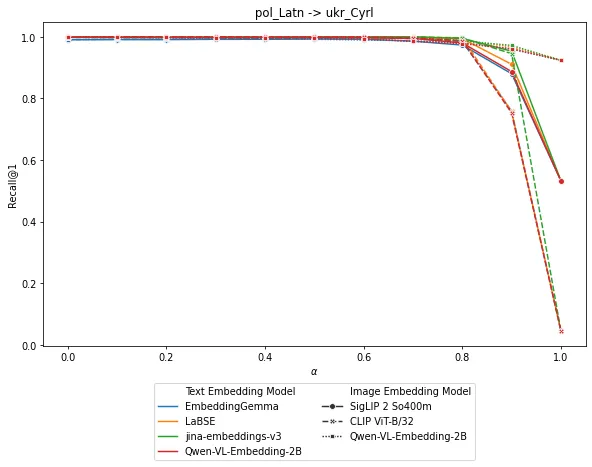 pol_Latn -> ukr_Cyrl
Recall@1
1.0
0.8
0.6
0.4
0.2
0.0
0.0 0.2 0.4 0.6 0.8 1.0
α
Text Embedding Model
EmbeddingGemma
LaBSE
jina-embeddings-v3
Qwen-VL-Embedding-2B
Image Embedding Model
SigLIP 2 So400m
CLIP ViT-B/32
Qwen-VL-Embedding-2B